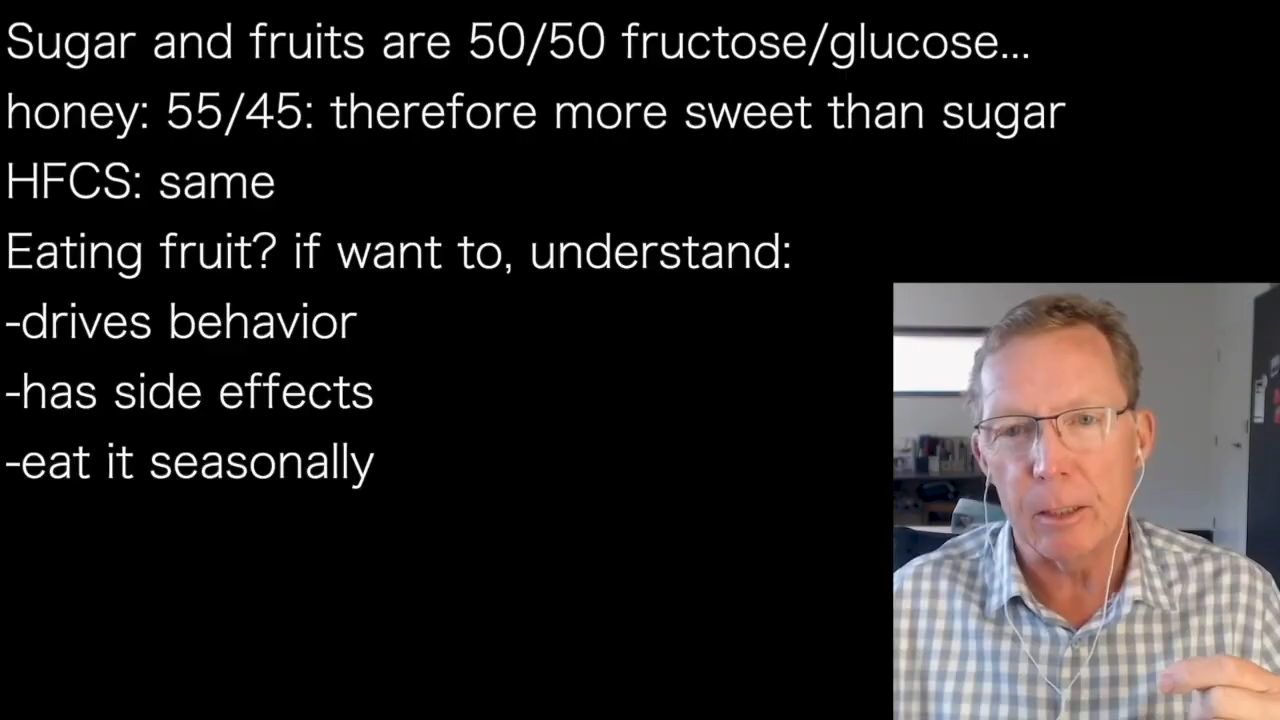 Sugar and fruits are 50/50 fructose/glucose...
honey: 55/45: therefore more sweet than sugar
HFCS: same
Eating fruit? if want to, understand:
-drives behavior
-has side effects
-eat it seasonally